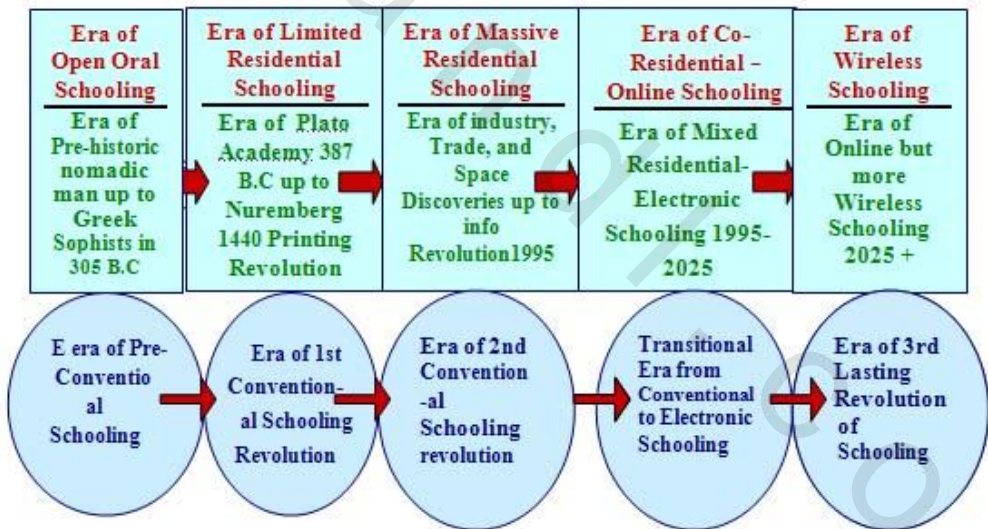 Era of
Open Oral
Schooling
Era of
Pre-historic
nomadic
man up to
Greek
Sophists in
305 B.C
Era of Limited
Residential
Schooling
Era of Plato
Academy 387
B.C up to
Nuremberg
1440 Printing
Revolution
Era of Massive
Residential
Schooling
Era of industry,
Trade, and
Space
Discoveries up to
info
Revolution1995
Era of Co-
Residential –
Online Schooling
Era of Mixed
Residential-
Electronic
Schooling 1995-
2025
Era of
Wireless
Schooling
Era of
Online but
more
Wireless
Schooling
2025 +
E era of Pre-
Conventio
al
Schooling
Era of 1st
Convention-
al Schooling
Revolution
Era of 2nd
Convention
-al
Schooling
revolution
Transitional
Era from
Conventional
to Electronic
Schooling
Era of 3rd
Lasting
Revolution
of
Schooling